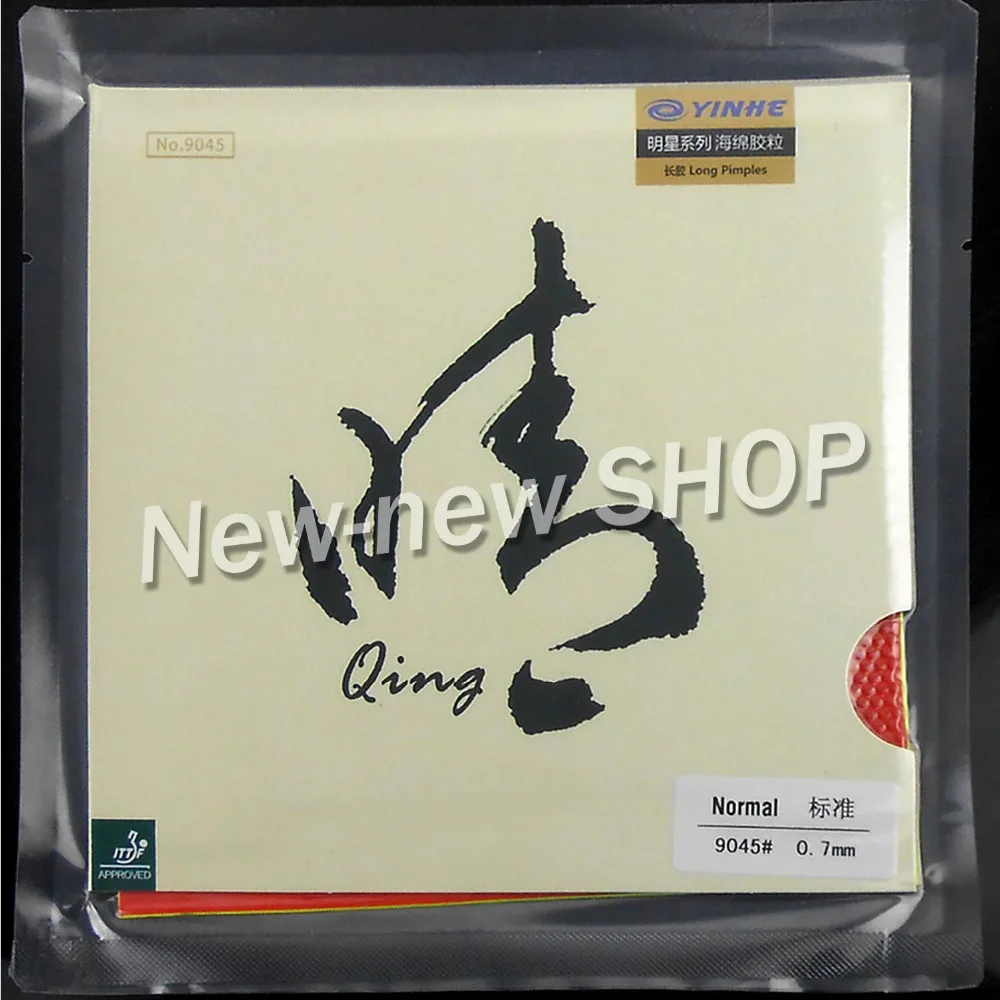 No.9045
YINHE
明星系列 海绵胶粒
长胶 Long Pimples
晴
New-new SHOP
Qing
Normal 标准
9045# 0.7mm
ITTF
APPROVED